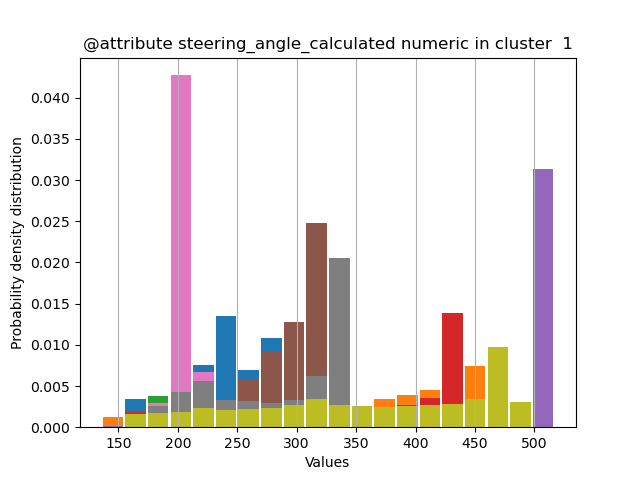 @attribute steering_angle_calculated numeric in cluster  1
Probability density distribution
0.040
0.035
0.030
0.025
0.020
0.015
0.010
0.005
0.000
150 200 250 300 350 400 450 500
Values